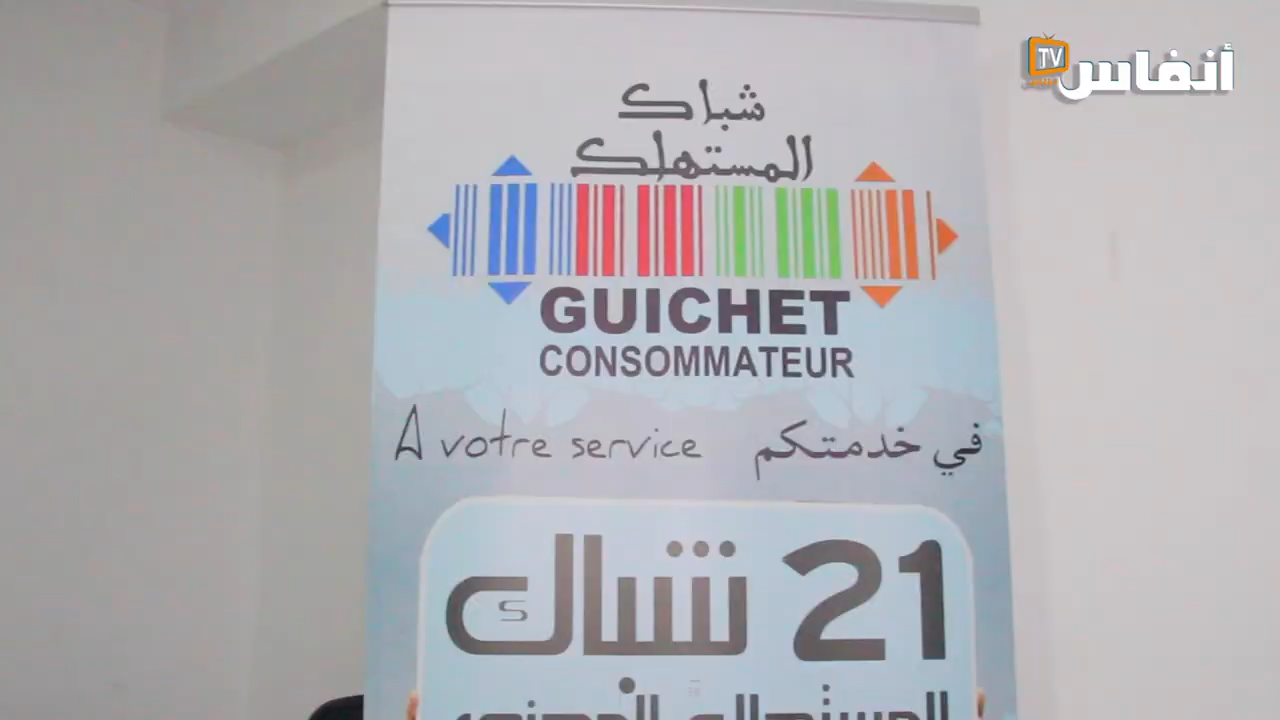 أنفاس TV
شباك
المستهلك
GUICHET
CONSOMMATEUR
A votre service في خدمتكم
21 شباك